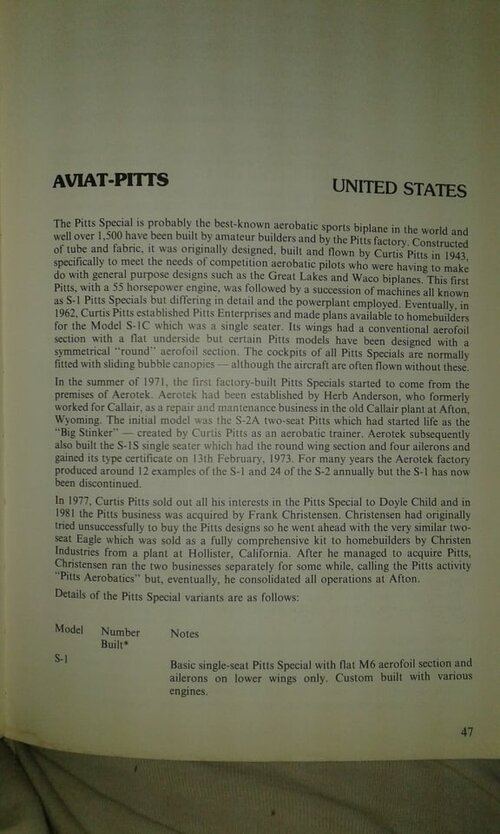 AVIAT-PITTS
UNITED STATES
The Pitts Special is probably the best-known aerobatic sports biplane in the world and
well over 1,500 have been built by amateur builders and by the Pitts factory. Constructed
of tube and fabric, it was originally designed, built and flown by Curtis Pitts in 1943,
specifically to meet the needs of competition aerobatic pilots who were having to make
do with general purpose designs such as the Great Lakes and Waco biplanes. This first
Pitts, with a 55 horsepower engine, was followed by a succession of machines all known
as S-1 Pitts Specials but differing in detail and the powerplant employed. Eventually, in
1962, Curtis Pitts established Pitts Enterprises and made plans available to homebuilders
for the Model S-1C which was a single seater. Its wings had a conventional aerofoil
section with a flat underside but certain Pitts models have been designed with a
symmetrical "round" aerofoil section. The cockpits of all Pitts Specials are normally
fitted with sliding bubble canopies — although the aircraft are often flown without these.
In the summer of 1971, the first factory-built Pitts Specials started to come from the
premises of Aerotek. Aerotek had been established by Herb Anderson, who formerly
worked for Callair, as a repair and mantenance business in the old Callair plant at Afton,
Wyoming. The initial model was the S-2A two-seat Pitts which had started life as the
"Big Stinker" — created by Curtis Pitts as an aerobatic trainer. Aerotek subsequently
also built the S-1S single seater which had the round wing section and four ailerons and
gained its type certificate on 13th February, 1973. For many years the Aerotek factory
produced around 12 examples of the S-1 and 24 of the S-2 annually but the S-1 has now
been discontinued.
In 1977, Curtis Pitts sold out all his interests in the Pitts Special to Doyle Child and in
1981 the Pitts business was acquired by Frank Christensen. Christensen had originally
tried unsuccessfully to buy the Pitts designs so he went ahead with the very similar two-
seat Eagle which was sold as a fully comprehensive kit to homebuilders by Christen
Industries from a plant at Hollister, California. After he managed to acquire Pitts,
Christensen ran the two businesses separately for some while, calling the Pitts activity
"Pitts Aerobatics" but, eventually, he consolidated all operations at Afton.
Details of the Pitts Special variants are as follows:
Model Number Notes
Built*
S-1
Basic single-seat Pitts Special with flat M6 aerofoil section and
ailerons on lower wings only. Custom built with various
engines.
47